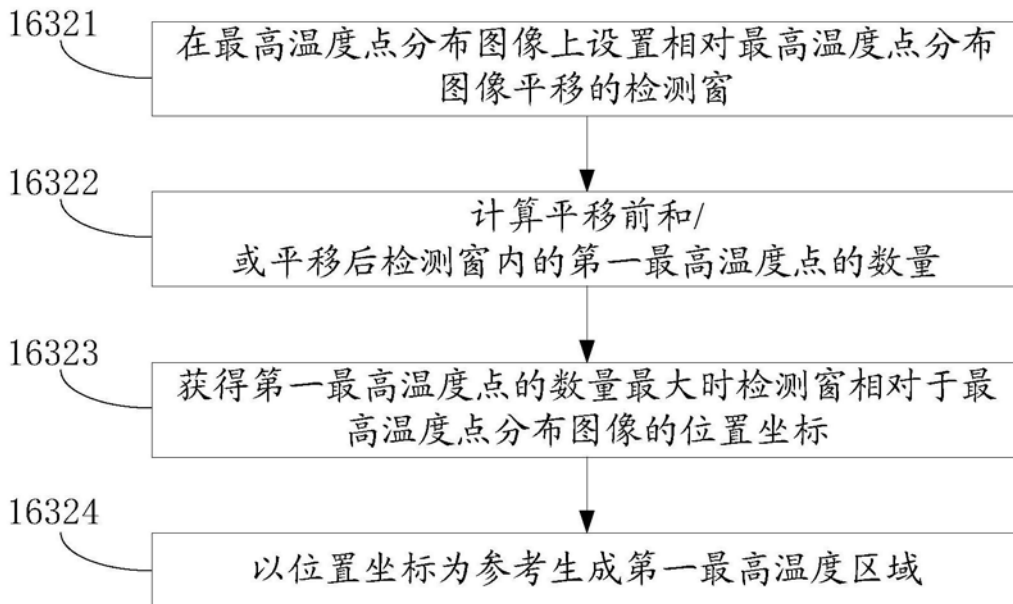 16321
在最高温度点分布图像上设置相对最高温度点分布
图像平移的检测窗
16322
计算平移前和/
或平移后检测窗内的第一最高温度点的数量
16323
获得第一最高温度点的数量最大时检测窗相对于最
高温度点分布图像的位置坐标
16324
以位置坐标为参考生成第一最高温度区域